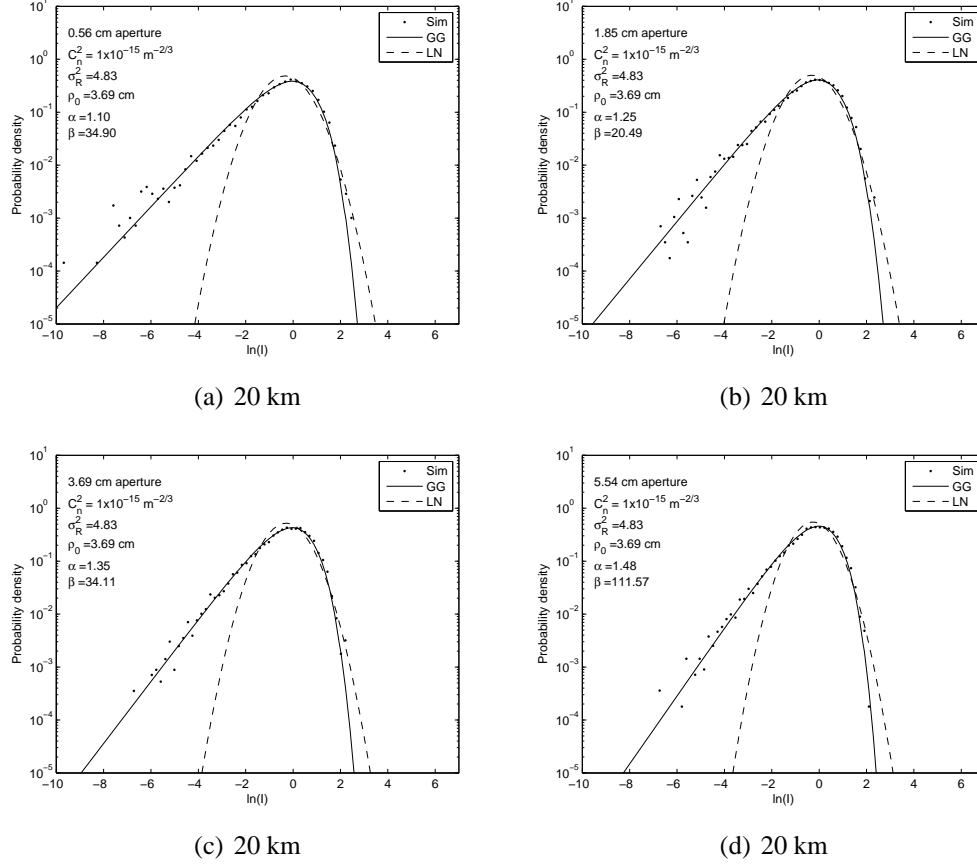 10^1
10^0
10^-1
10^-2
10^-3
10^-4
10^-5
Probability density
0.56 cm aperture
C_n^2 = 1x10^-15 m^-2/3
σ_R^2=4.83
ρ_0 =3.69 cm
α=1.10
β=34.90
Sim
GG
LN
−10 −8 −6 −4 −2 0 2 4 6
ln(I)
(a) 20 km
10^1
10^0
10^-1
10^-2
10^-3
10^-4
10^-5
Probability density
1.85 cm aperture
C_n^2 = 1x10^-15 m^-2/3
σ_R^2=4.83
ρ_0 =3.69 cm
α=1.25
β=20.49
Sim
GG
LN
−10 −8 −6 −4 −2 0 2 4 6
ln(I)
(b) 20 km
10^1
10^0
10^-1
10^-2
10^-3
10^-4
10^-5
Probability density
3.69 cm aperture
C_n^2 = 1x10^-15 m^-2/3
σ_R^2=4.83
ρ_0 =3.69 cm
α=1.35
β=34.11
Sim
GG
LN
−10 −8 −6 −4 −2 0 2 4 6
ln(I)
(c) 20 km
10^1
10^0
10^-1
10^-2
10^-3
10^-4
10^-5
Probability density
5.54 cm aperture
C_n^2 = 1x10^-15 m^-2/3
σ_R^2=4.83
ρ_0 =3.69 cm
α=1.48
β=111.57
Sim
GG
LN
−10 −8 −6 −4 −2 0 2 4 6
ln(I)
(d) 20 km